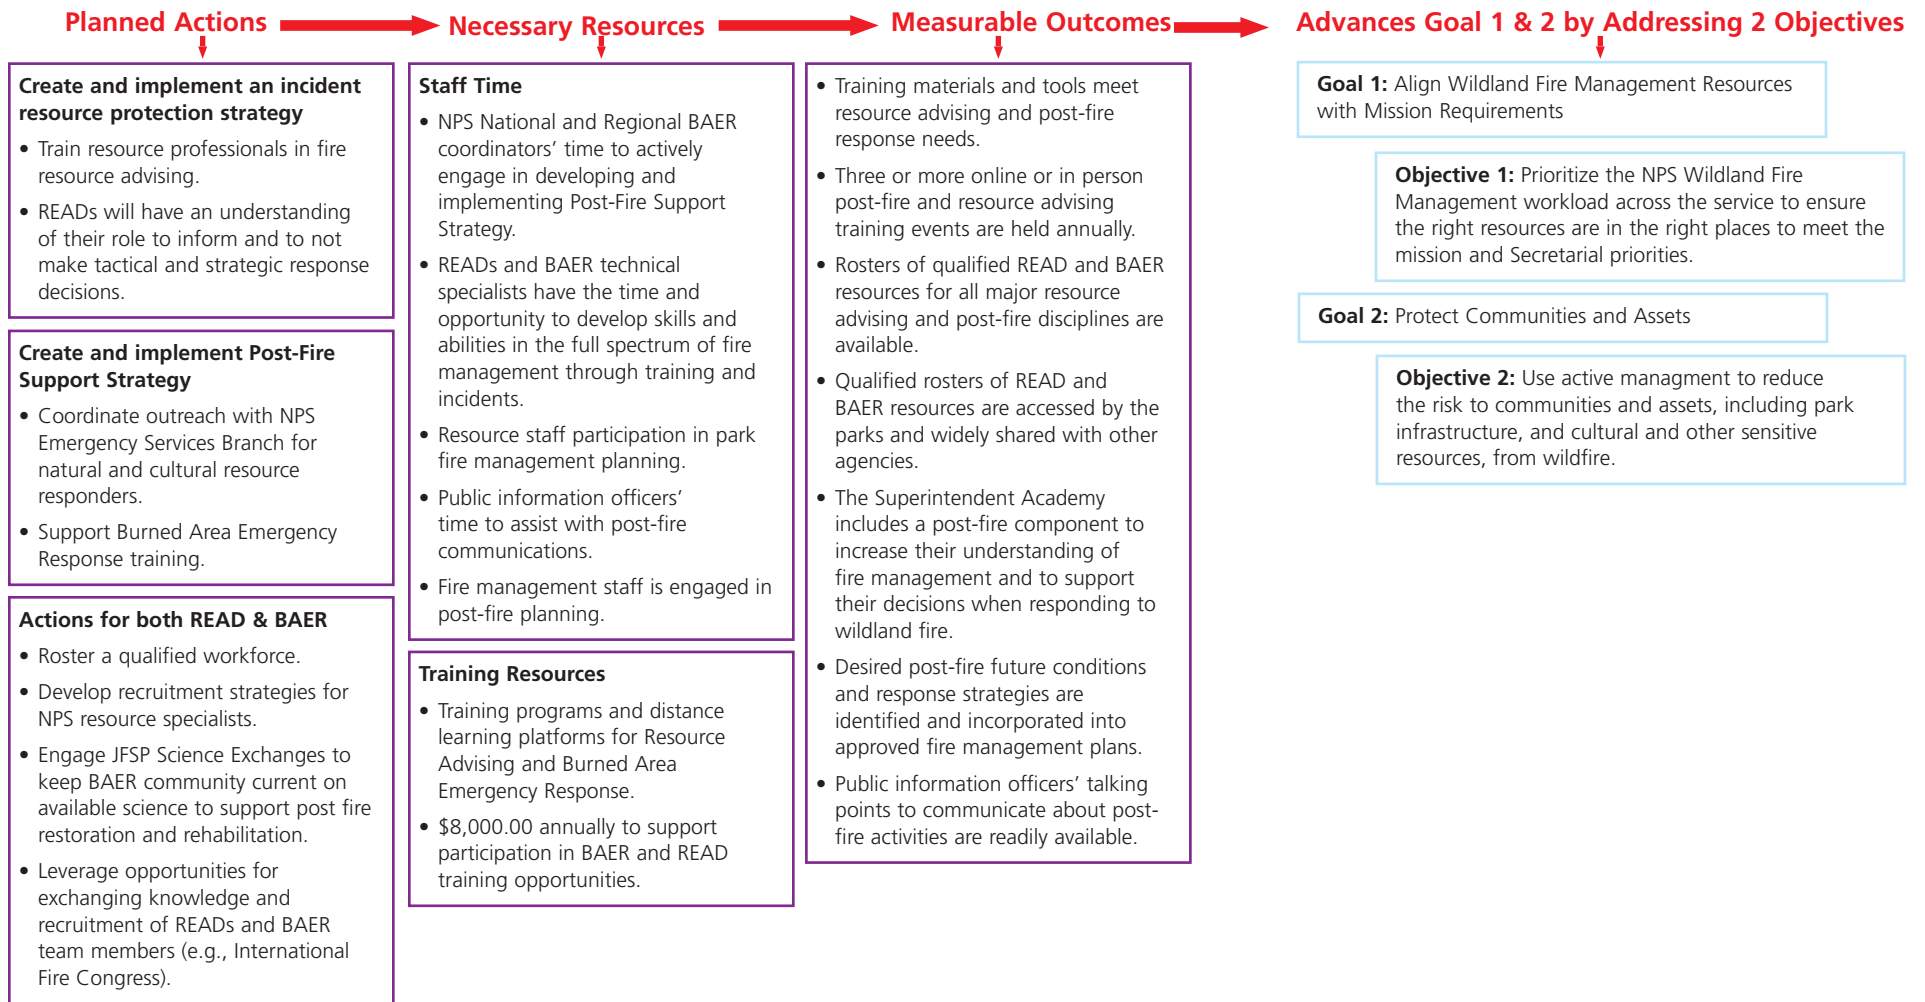 Planned Actions
Necessary Resources
Measurable Outcomes
Advances Goal 1 & 2 by Addressing 2 Objectives
Create and implement an incident
resource protection strategy
• Train resource professionals in fire
resource advising.
• READs will have an understanding
of their role to inform and to not
make tactical and strategic response
decisions.
Create and implement Post-Fire
Support Strategy
• Coordinate outreach with NPS
Emergency Services Branch for
natural and cultural resource
responders.
• Support Burned Area Emergency
Response training.
Actions for both READ & BAER
• Roster a qualified workforce.
• Develop recruitment strategies for
NPS resource specialists.
• Engage JFSP Science Exchanges to
keep BAER community current on
available science to support post fire
restoration and rehabilitation.
• Leverage opportunities for
exchanging knowledge and
recruitment of READs and BAER
team members (e.g., International
Fire Congress).
Staff Time
• NPS National and Regional BAER
coordinators’ time to actively
engage in developing and
implementing Post-Fire Support
Strategy.
• READs and BAER technical
specialists have the time and
opportunity to develop skills and
abilities in the full spectrum of fire
management through training and
incidents.
• Resource staff participation in park
fire management planning.
• Public information officers’
time to assist with post-fire
communications.
• Fire management staff is engaged in
post-fire planning.
Training Resources
• Training programs and distance
learning platforms for Resource
Advising and Burned Area
Emergency Response.
• $8,000.00 annually to support
participation in BAER and READ
training opportunities.
• Training materials and tools meet
resource advising and post-fire
response needs.
• Three or more online or in person
post-fire and resource advising
training events are held annually.
• Rosters of qualified READ and BAER
resources for all major resource
advising and post-fire disciplines are
available.
• Qualified rosters of READ and
BAER resources are accessed by the
parks and widely shared with other
agencies.
• The Superintendent Academy
includes a post-fire component to
increase their understanding of
fire management and to support
their decisions when responding to
wildland fire.
• Desired post-fire future conditions
and response strategies are
identified and incorporated into
approved fire management plans.
• Public information officers’ talking
points to communicate about post-
fire activities are readily available.
Goal 1: Align Wildland Fire Management Resources
with Mission Requirements
Objective 1: Prioritize the NPS Wildland Fire
Management workload across the service to ensure
the right resources are in the right places to meet the
mission and Secretarial priorities.
Goal 2: Protect Communities and Assets
Objective 2: Use active managment to reduce
the risk to communities and assets, including park
infrastructure, and cultural and other sensitive
resources, from wildfire.